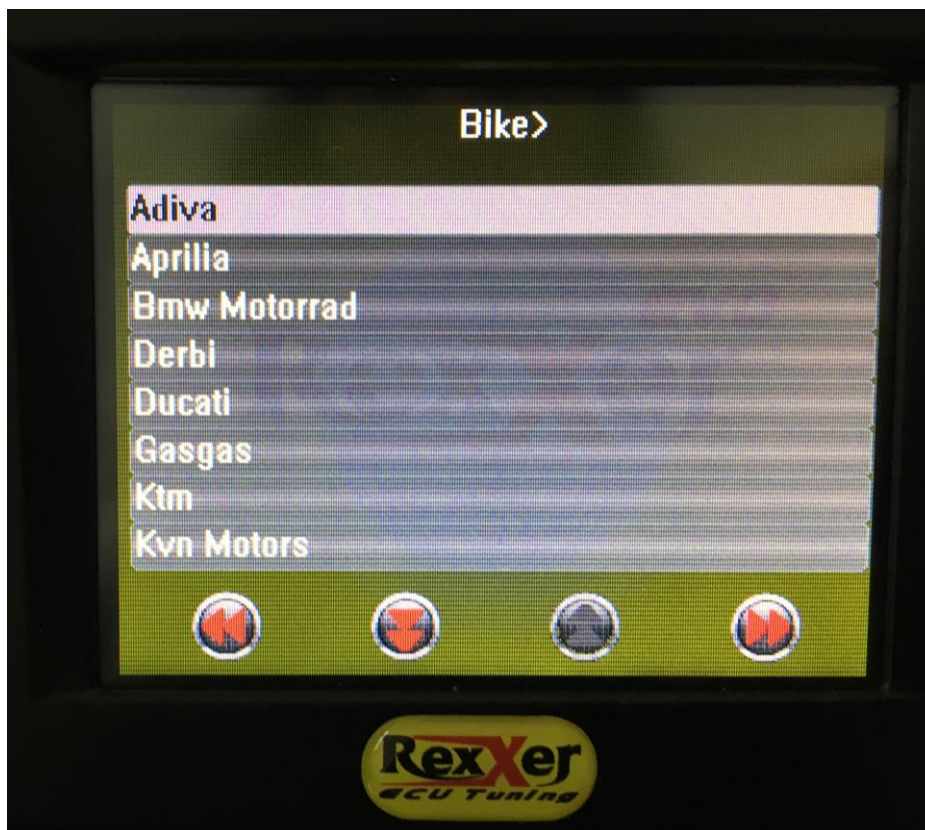 Bike>
Adiva
Aprilia
Bmw Motorrad
Derbi
Ducati
Gasgas
Ktm
Kvn Motors
RexXer
ECU Tuning